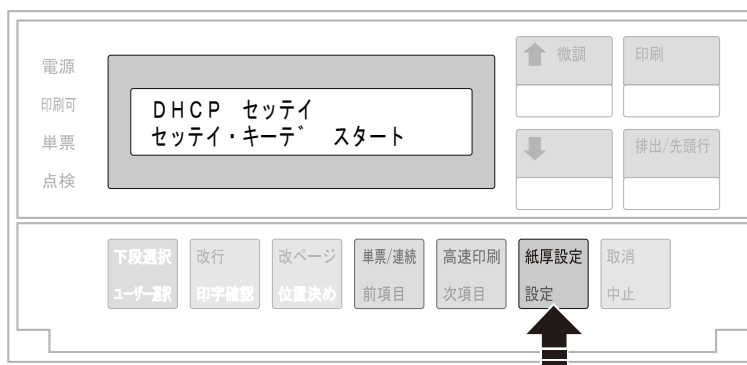 電源
印刷可
単票
点検
DHCP セッテイ
セッテイ・キーデ゛ スタート
微調
印刷
排出/先頭行
下段選択
ユーザー選択
改行
印字確認
改ページ
位置決め
単票/連続
前項目
高速印刷
次項目
紙厚設定
設定
取消
中止